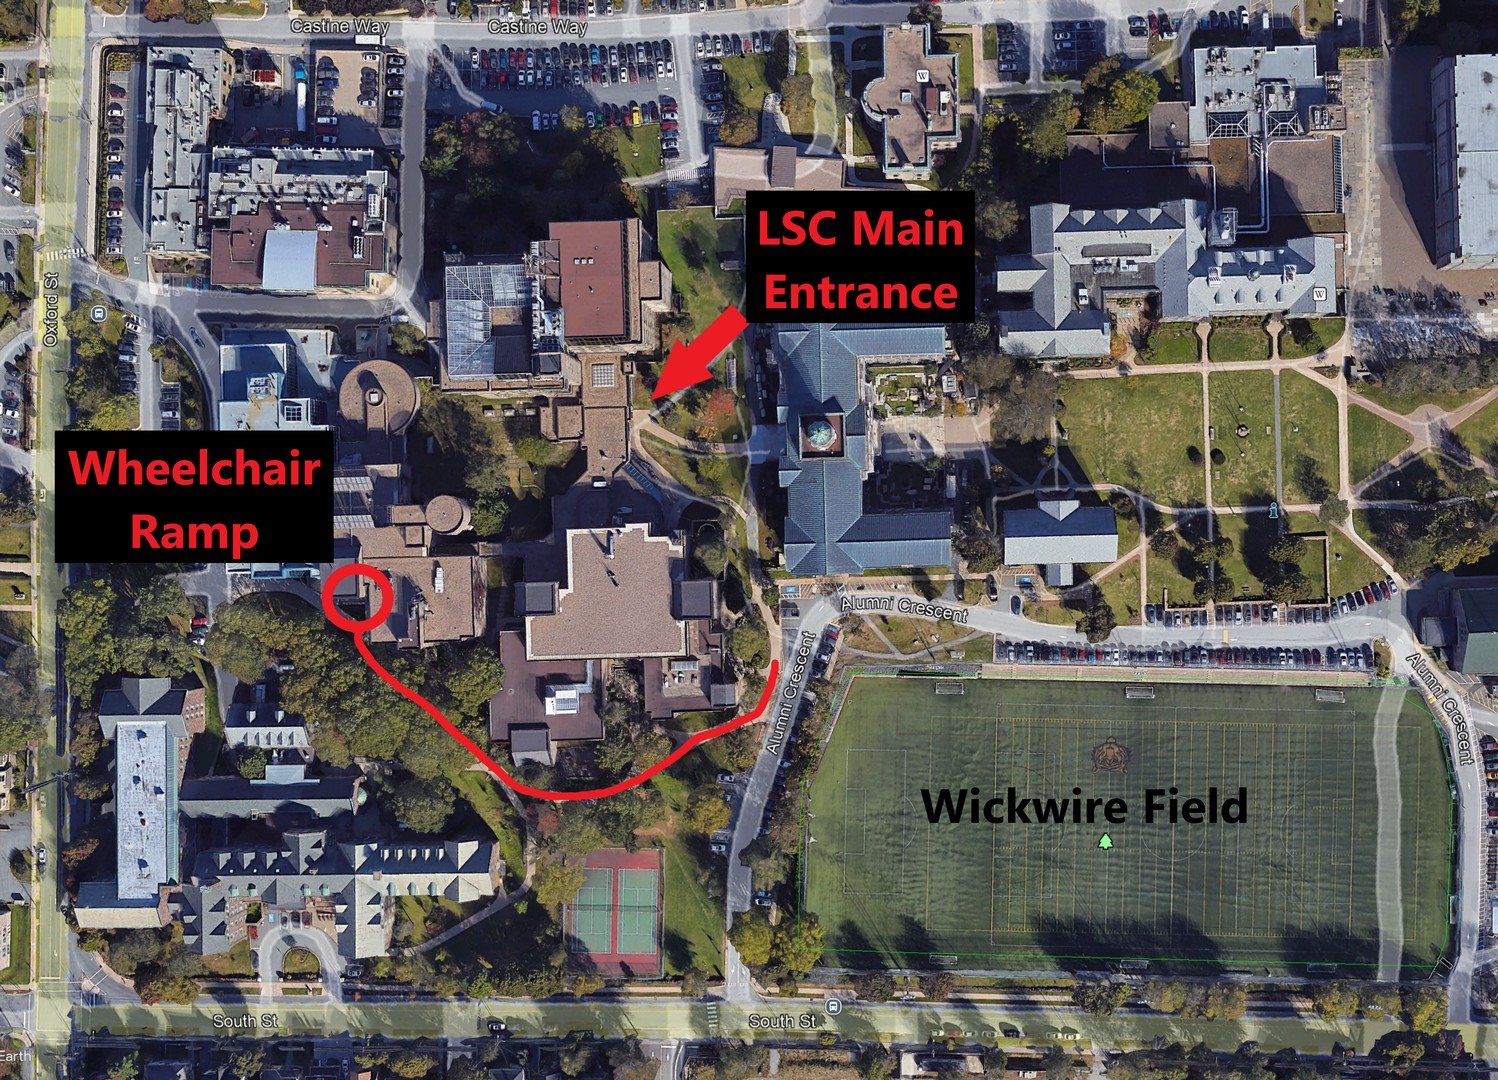 Castine Way
Castine Way
W
LSC Main
Entrance
Oxford St
W
Wheelchair
Ramp
Alumni Crescent
Alumni Crescent
Alumni Crescent
Wickwire Field
South St
South St
Earth